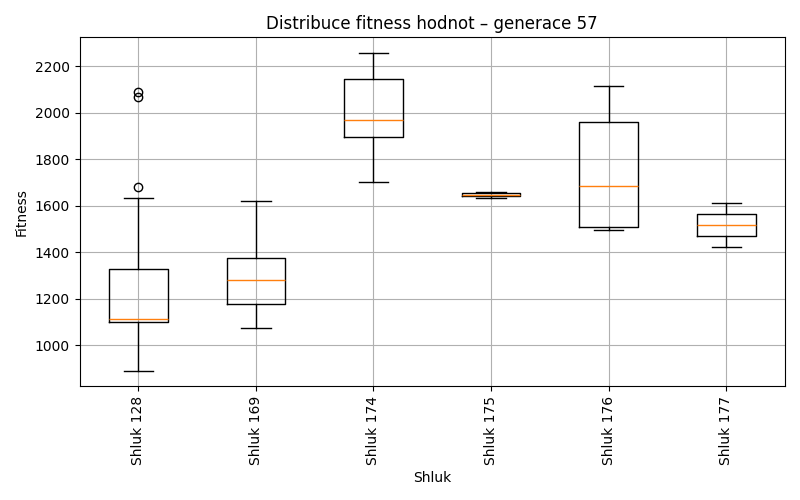 Distribuce fitness hodnot – generace 57
Fitness
2200
2000
1800
1600
1400
1200
1000
Shluk 128
Shluk 169
Shluk 174
Shluk 175
Shluk 176
Shluk 177
Shluk